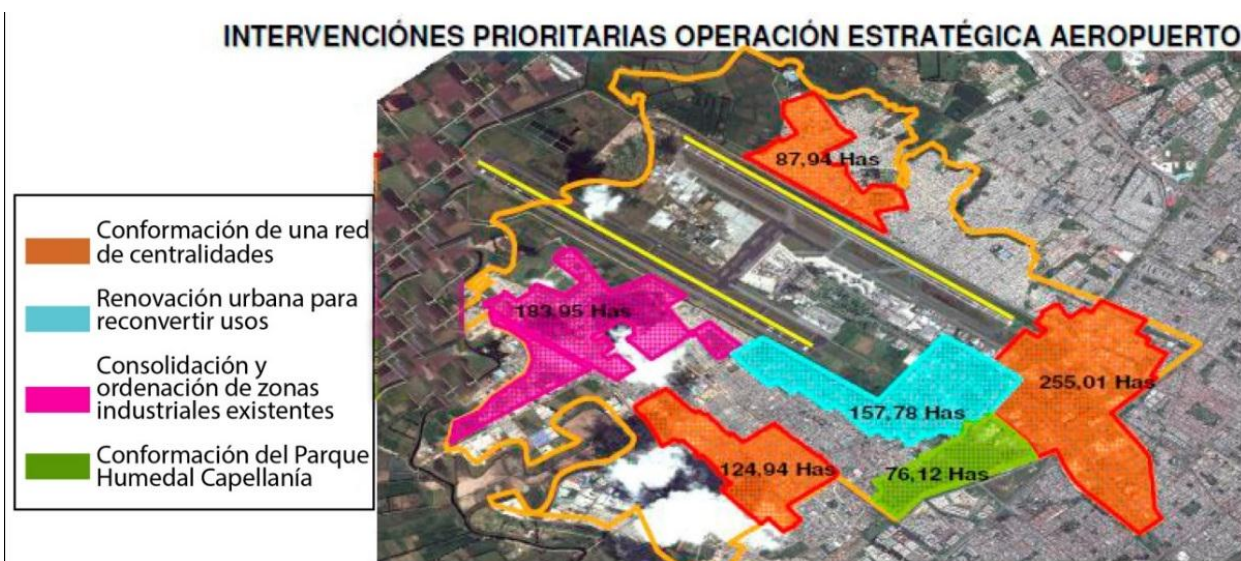 INTERVENCIÓNES PRIORITARIAS OPERACIÓN ESTRATÉGICA AEROPUERTO
87,94 Has
Conformación de una red
de centralidades
Renovación urbana para
reconvertir usos
Consolidación y
ordenación de zonas
industriales existentes
Conformación del Parque
Humedal Capellanía
183,95 Has
255,01 Has
157,78 Has
124,94 Has
76,12 Has